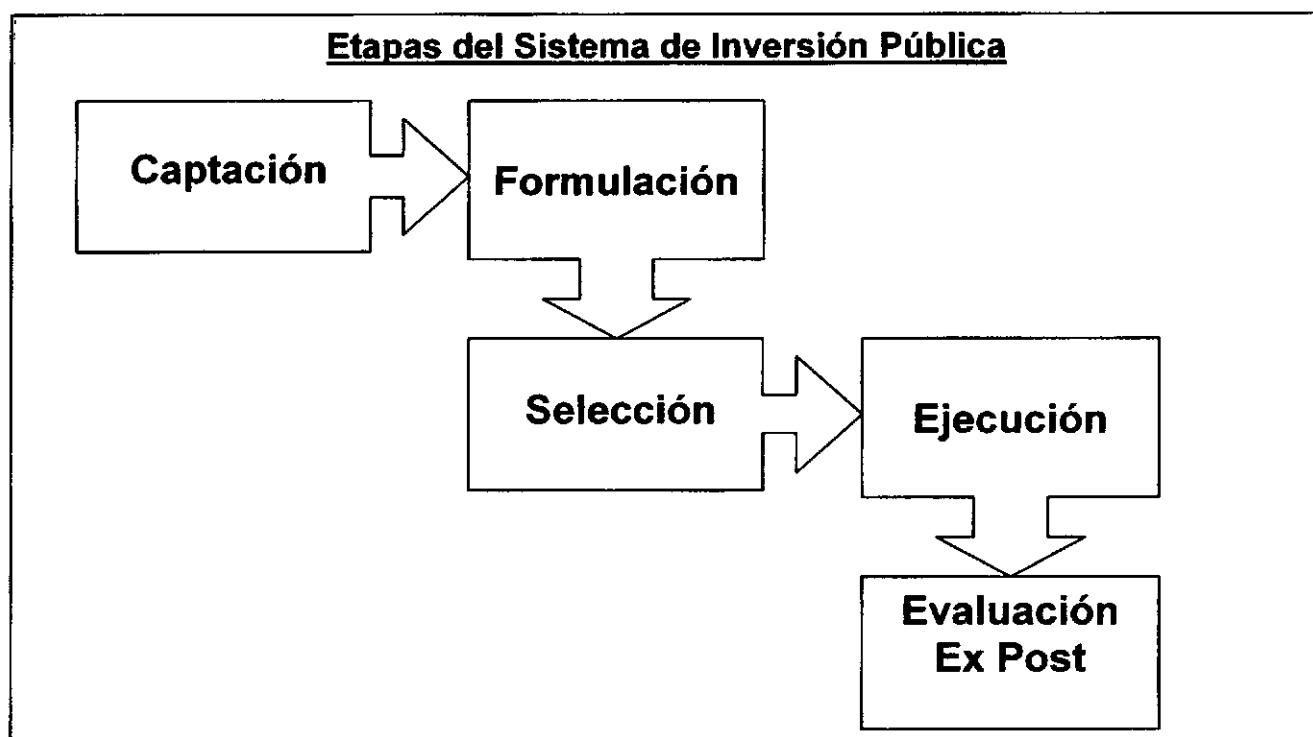 Etapas del Sistema de Inversión Pública
Captación
Formulación
Selección
Ejecución
Evaluación
Ex Post